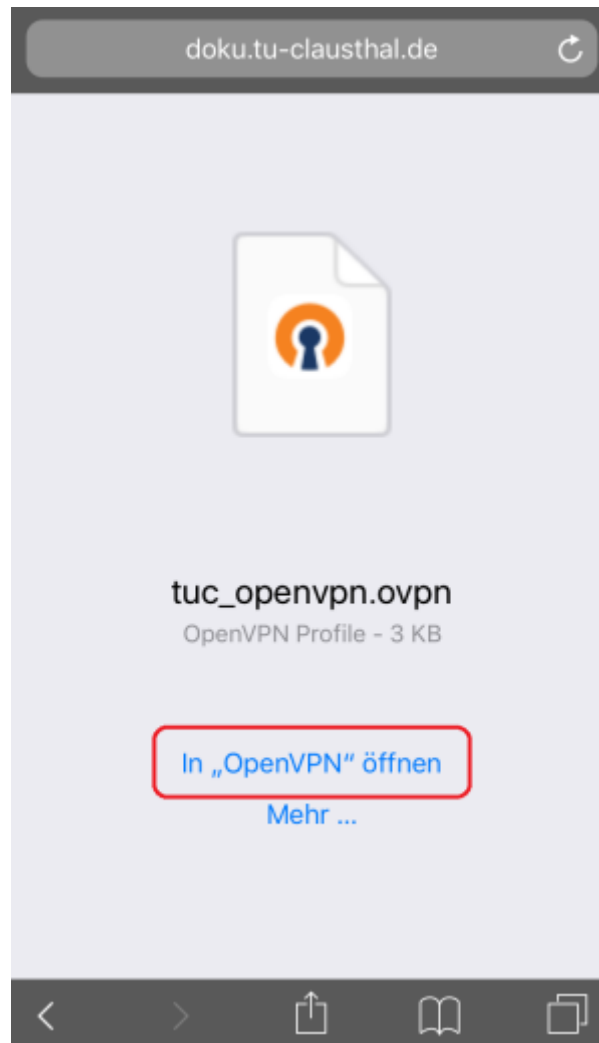 doku.tu-clausthal.de
tuc_openvpn.ovpn
OpenVPN Profile - 3 KB
In „OpenVPN" öffnen
Mehr ...